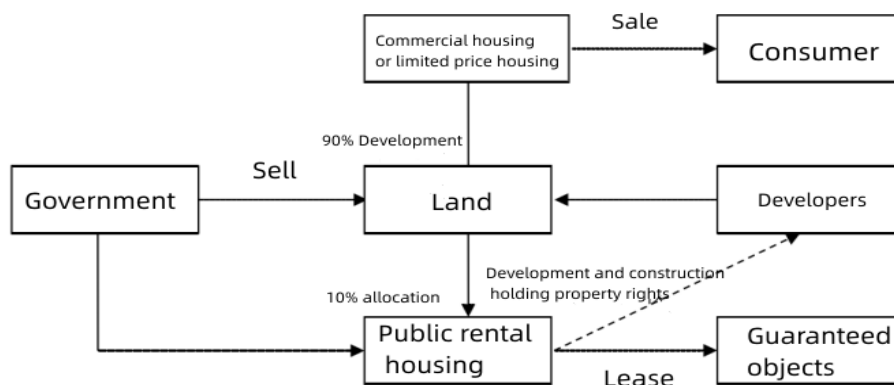 Sale
Commercial housing
or limited price housing
Consumer
90% Development
Sell
Government
Land
Developers
Development and construction
holding property rights
10% allocation
Public rental
housing
Guaranteed
objects
Lease